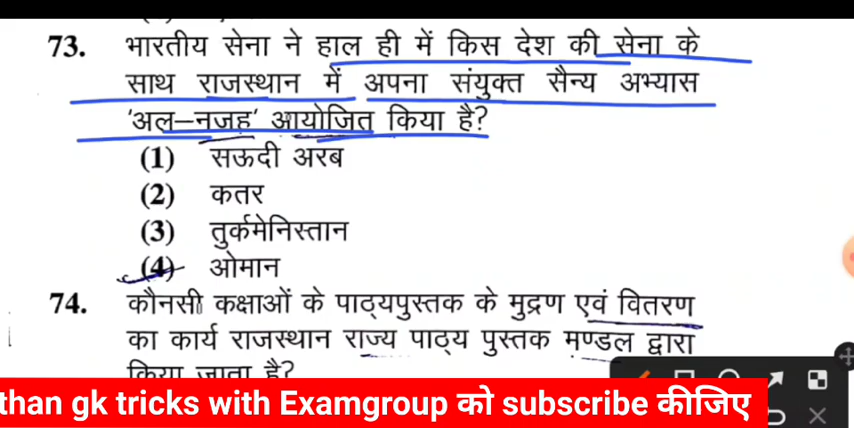 73. भारतीय सेना ने हाल ही में किस देश की सेना के
साथ राजस्थान में अपना संयुक्त सैन्य अभ्यास
‘अल–नजह’ आयोजित किया है?
(1) सऊदी अरब
(2) कतर
(3) तुर्कमेनिस्तान
(4) ओमान
74. कौनसी कक्षाओं के पाठ्यपुस्तक के मुद्रण एवं वितरण
का कार्य राजस्थान राज्य पाठ्य पुस्तक मण्डल द्वारा
किया जाता है?
than gk tricks with Examgroup को subscribe कीजिए